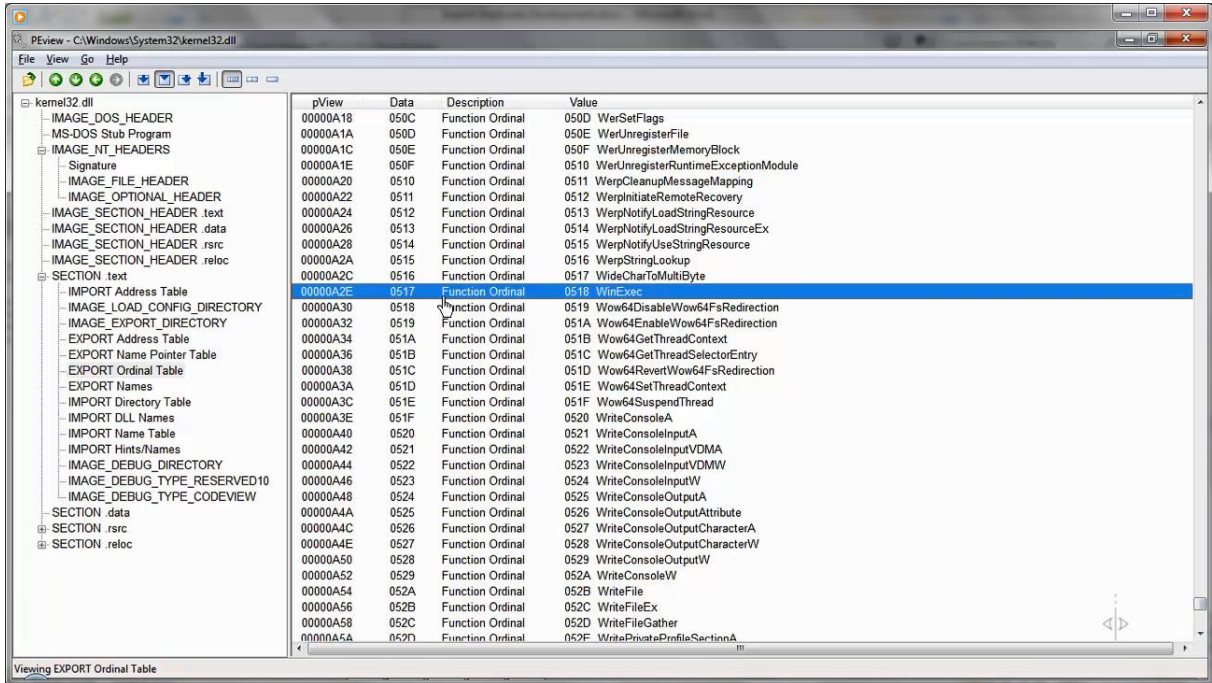 PEview - C:\Windows\System32\kernel32.dll
File View Go Help
kernel32.dll
IMAGE_DOS_HEADER
MS-DOS Stub Program
IMAGE_NT_HEADERS
Signature
IMAGE_FILE_HEADER
IMAGE_OPTIONAL_HEADER
IMAGE_SECTION_HEADER .text
IMAGE_SECTION_HEADER .data
IMAGE_SECTION_HEADER .rsrc
IMAGE_SECTION_HEADER .reloc
SECTION .text
IMPORT Address Table
IMAGE_LOAD_CONFIG_DIRECTORY
IMAGE_EXPORT_DIRECTORY
EXPORT Address Table
EXPORT Name Pointer Table
EXPORT Ordinal Table
EXPORT Names
IMPORT Directory Table
IMPORT DLL Names
IMPORT Name Table
IMPORT Hints/Names
IMAGE_DEBUG_DIRECTORY
IMAGE_DEBUG_TYPE_RESERVED10
IMAGE_DEBUG_TYPE_CODEVIEW
SECTION .data
SECTION .rsrc
SECTION .reloc
pView Data Description Value
00000A18 050C Function Ordinal 050D WerSetFlags
00000A1A 050D Function Ordinal 050E WerUnregisterFile
00000A1C 050E Function Ordinal 050F WerUnregisterMemoryBlock
00000A1E 050F Function Ordinal 0510 WerUnregisterRuntimeExceptionModule
00000A20 0510 Function Ordinal 0511 WerpCleanupMessageMapping
00000A22 0511 Function Ordinal 0512 WerpInitiateRemoteRecovery
00000A24 0512 Function Ordinal 0513 WerpNotifyLoadStringResource
00000A26 0513 Function Ordinal 0514 WerpNotifyLoadStringResourceEx
00000A28 0514 Function Ordinal 0515 WerpNotifyUseStringResource
00000A2A 0515 Function Ordinal 0516 WerpStringLookup
00000A2C 0516 Function Ordinal 0517 WideCharToMultiByte
00000A2E 0517 Function Ordinal 0518 WinExec
00000A30 0518 Function Ordinal 0519 Wow64DisableWow64FsRedirection
00000A32 0519 Function Ordinal 051A Wow64EnableWow64FsRedirection
00000A34 051A Function Ordinal 051B Wow64GetThreadContext
00000A36 051B Function Ordinal 051C Wow64GetThreadSelectorEntry
00000A38 051C Function Ordinal 051D Wow64RevertWow64FsRedirection
00000A3A 051D Function Ordinal 051E Wow64SetThreadContext
00000A3C 051E Function Ordinal 051F Wow64SuspendThread
00000A3E 051F Function Ordinal 0520 WriteConsoleA
00000A40 0520 Function Ordinal 0521 WriteConsoleInputA
00000A42 0521 Function Ordinal 0522 WriteConsoleInputVDMA
00000A44 0522 Function Ordinal 0523 WriteConsoleInputVDMW
00000A46 0523 Function Ordinal 0524 WriteConsoleInputW
00000A48 0524 Function Ordinal 0525 WriteConsoleOutputA
00000A4A 0525 Function Ordinal 0526 WriteConsoleOutputAttribute
00000A4C 0526 Function Ordinal 0527 WriteConsoleOutputCharacterA
00000A4E 0527 Function Ordinal 0528 WriteConsoleOutputCharacterW
00000A50 0528 Function Ordinal 0529 WriteConsoleOutputW
00000A52 0529 Function Ordinal 052A WriteConsoleW
00000A54 052A Function Ordinal 052B WriteFile
00000A56 052B Function Ordinal 052C WriteFileEx
00000A58 052C Function Ordinal 052D WriteFileGather
00000A5A 052D Function Ordinal 052E WritePrivateProfileSectionA
Viewing EXPORT Ordinal Table